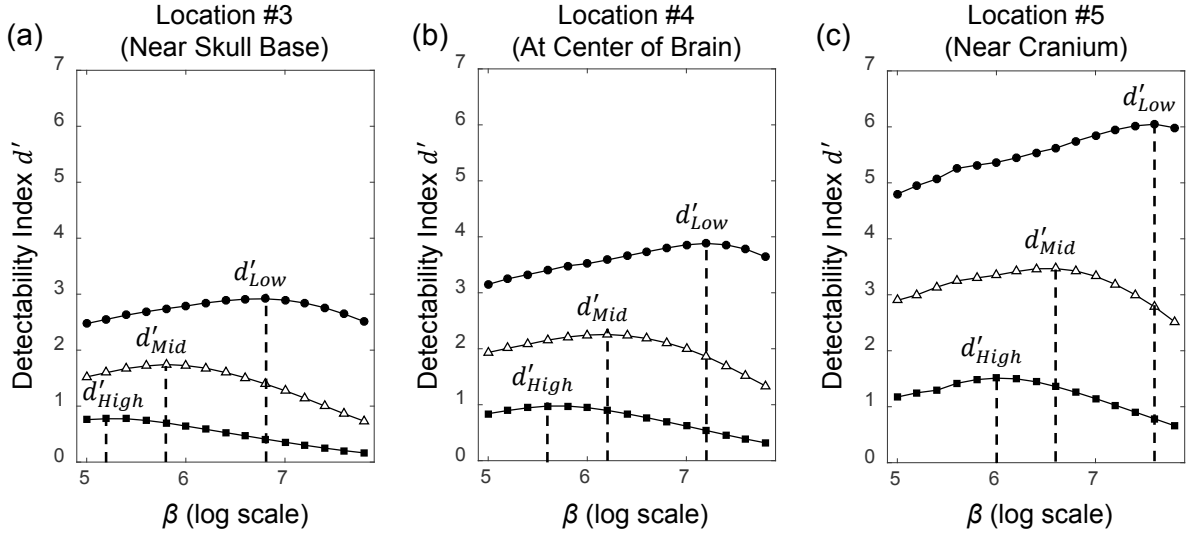 (a)
Location #3
(Near Skull Base)
Detectability Index d′
7
6
5
4
3
2
1
0
d′Low
d′Mid
d′High
5
6
7
β (log scale)
(b)
Location #4
(At Center of Brain)
Detectability Index d′
7
6
5
4
3
2
1
0
d′Low
d′Mid
d′High
5
6
7
β (log scale)
(c)
Location #5
(Near Cranium)
Detectability Index d′
7
6
5
4
3
2
1
0
d′Low
d′Mid
d′High
5
6
7
β (log scale)